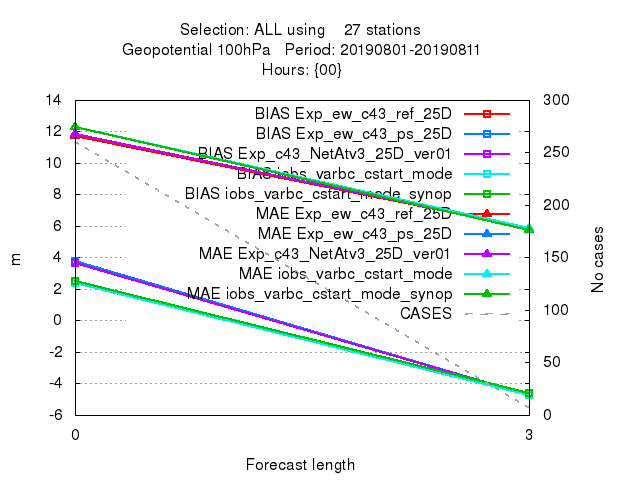 Selection: ALL using 27 stations
Geopotential 100hPa Period: 20190801-20190811
Hours: {00}
14
12
10
8
6
4
2
0
-2
-4
-6
m
300
250
200
150
100
50
0
No cases
BIAS Exp_ew_c43_ref_25D
BIAS Exp_ew_c43_ps_25D
BIAS Exp_c43_NetAtv3_25D_ver01
BIAS iobs_varbc_cstart_mode
BIAS iobs_varbc_cstart_mode_synop
MAE Exp_ew_c43_ref_25D
MAE Exp_ew_c43_ps_25D
MAE Exp_c43_NetAtv3_25D_ver01
MAE iobs_varbc_cstart_mode
MAE iobs_varbc_cstart_mode_synop
CASES
0 3
Forecast length